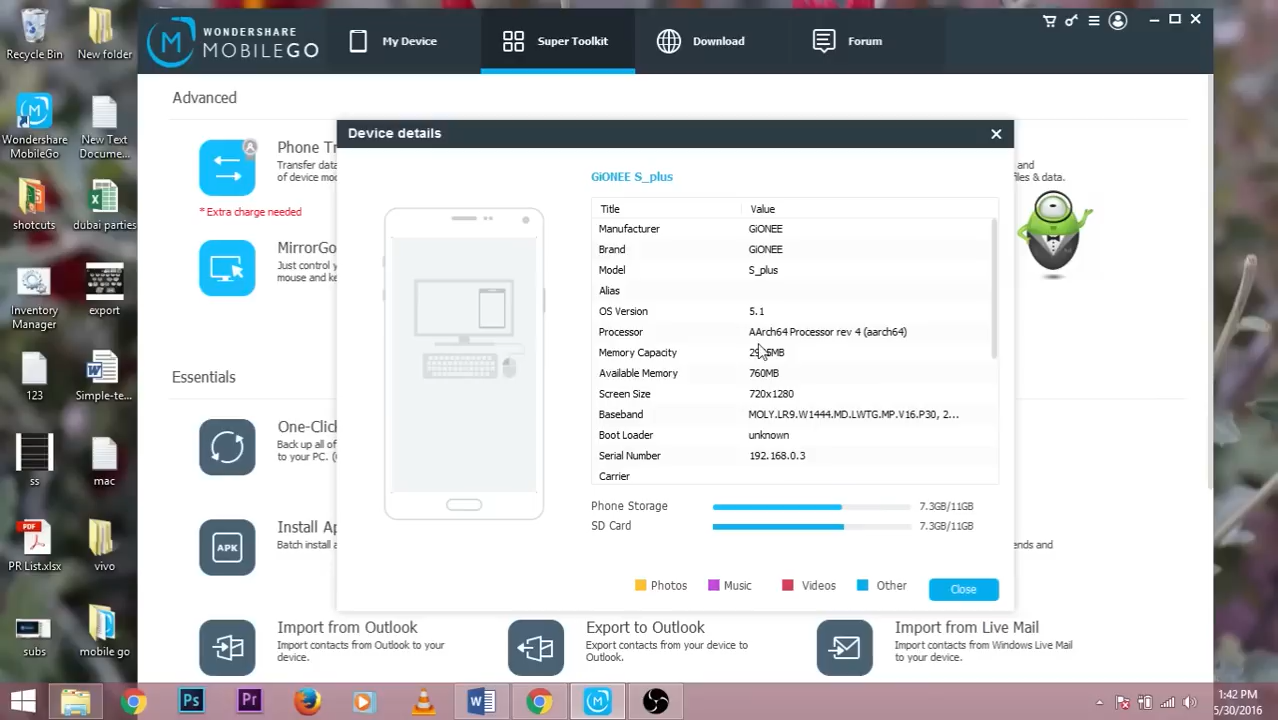 Recycle Bin
New folder
WONDERSHARE
MOBILEGO
My Device
Super Toolkit
Download
Forum
Advanced
Wondershare
MobileGo
New Text
Docume...
Phone
Transfer data
of device
* Extra charge needed
and
files & data.
Device details
GiONEE S_plus
Title Value
Manufacturer GiONEE
Brand GiONEE
Model S_plus
Alias
OS Version 5.1
Processor AArch64 Processor rev 4 (aarch64)
Memory Capacity
Available Memory 760MB
Screen Size 720x1280
Baseband MOLY.LR9.W1444.MD.LWTG.MP.V16.P30, 2...
Boot Loader unknown
Serial Number 192.168.0.3
Carrier
Phone Storage 7.3GB/11GB
SD Card 7.3GB/11GB
Photos Music Videos Other
Close
shotcuts
dubai parties
MirrorGo
Just control
mouse and
Inventory
Manager
export
Essentials
123
Simple-te...
One-Click
Back up all of
to your PC. (
ss
mac
Install
Batch install
ends and
PR List.xlsx
vivo
Import from Outlook
Import contacts from Outlook to your
device.
Export to Outlook
Export contacts from your device to
Outlook.
Import from Live Mail
Import contacts from Windows Live Mail
to your device.
subs
mobile go
APK
Ps
Pr
1:42 PM
5/30/2016